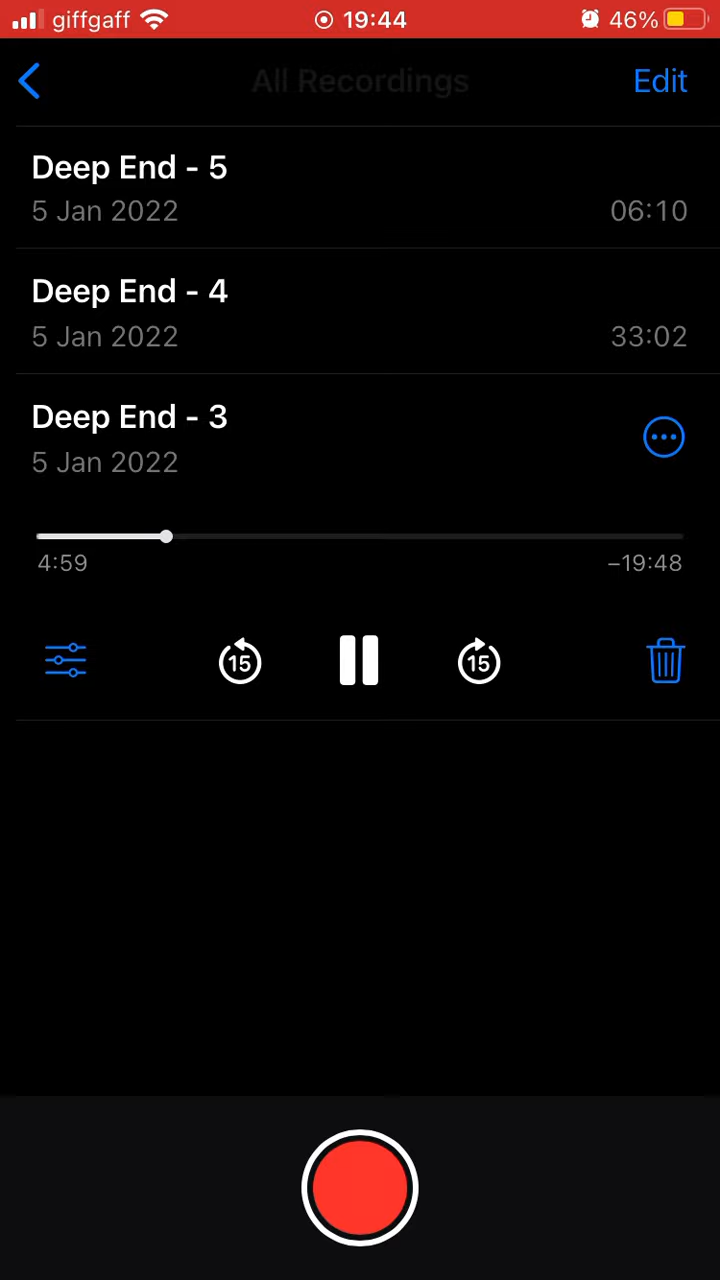 giffgaff 19:44 46%
All Recordings Edit
Deep End - 5
5 Jan 2022 06:10
Deep End - 4
5 Jan 2022 33:02
Deep End - 3
5 Jan 2022
4:59 −19:48
15 15